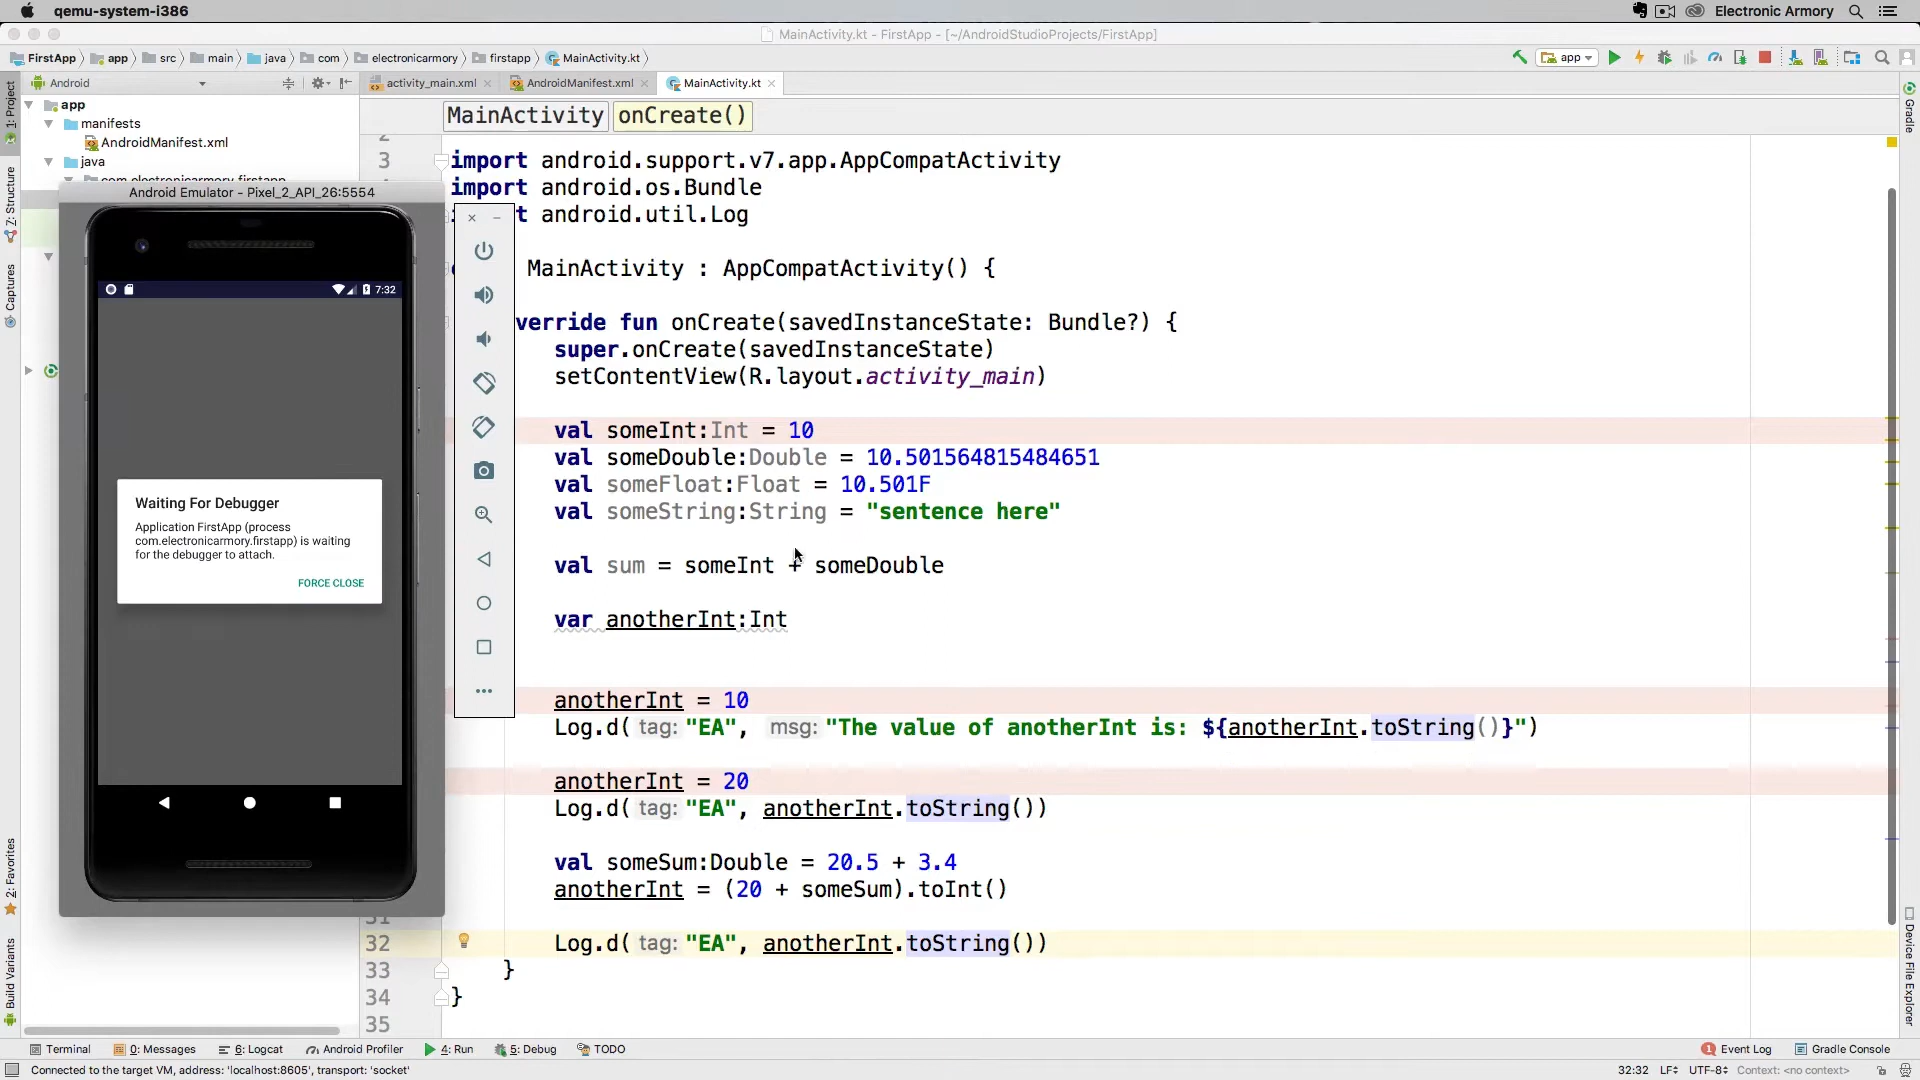 qemu-system-i386
Electronic Armory
MainActivity.kt - FirstApp - [~/AndroidStudioProjects/FirstApp]
FirstApp
app
src
main
java
com
electronicarmory
firstapp
MainActivity.kt
app
Android
activity_main.xml
AndroidManifest.xml
MainActivity.kt
1: Project
Z: Structure
Captures
2: Favorites
Build Variants
Gradle
Device File Explorer
app
manifests
AndroidManifest.xml
java
com.electronicarmory.firstapp
Android Emulator - Pixel_2_API_26:5554
7:32
Waiting For Debugger
Application FirstApp (process
com.electronicarmory.firstapp) is waiting
for the debugger to attach.
FORCE CLOSE
MainActivity
onCreate()
2
3 import android.support.v7.app.AppCompatActivity
import android.os.Bundle
t android.util.Log
MainActivity : AppCompatActivity() {
verride fun onCreate(savedInstanceState: Bundle?) {
super.onCreate(savedInstanceState)
setContentView(R.layout.activity_main)
val someInt:Int = 10
val someDouble:Double = 10.501564815484651
val someFloat:Float = 10.501F
val someString:String = "sentence here"
val sum = someInt + someDouble
var anotherInt:Int
anotherInt = 10
Log.d( tag: "EA", msg: "The value of anotherInt is: ${anotherInt.toString()}")
anotherInt = 20
Log.d( tag: "EA", anotherInt.toString())
val someSum:Double = 20.5 + 3.4
anotherInt = (20 + someSum).toInt()
31
32 Log.d( tag: "EA", anotherInt.toString())
33 }
34 }
35
Terminal
0: Messages
6: Logcat
Android Profiler
4: Run
5: Debug
TODO
1 Event Log
Gradle Console
Connected to the target VM, address: 'localhost:8605', transport: 'socket'
32:32
LF
UTF-8
Context: <no context>